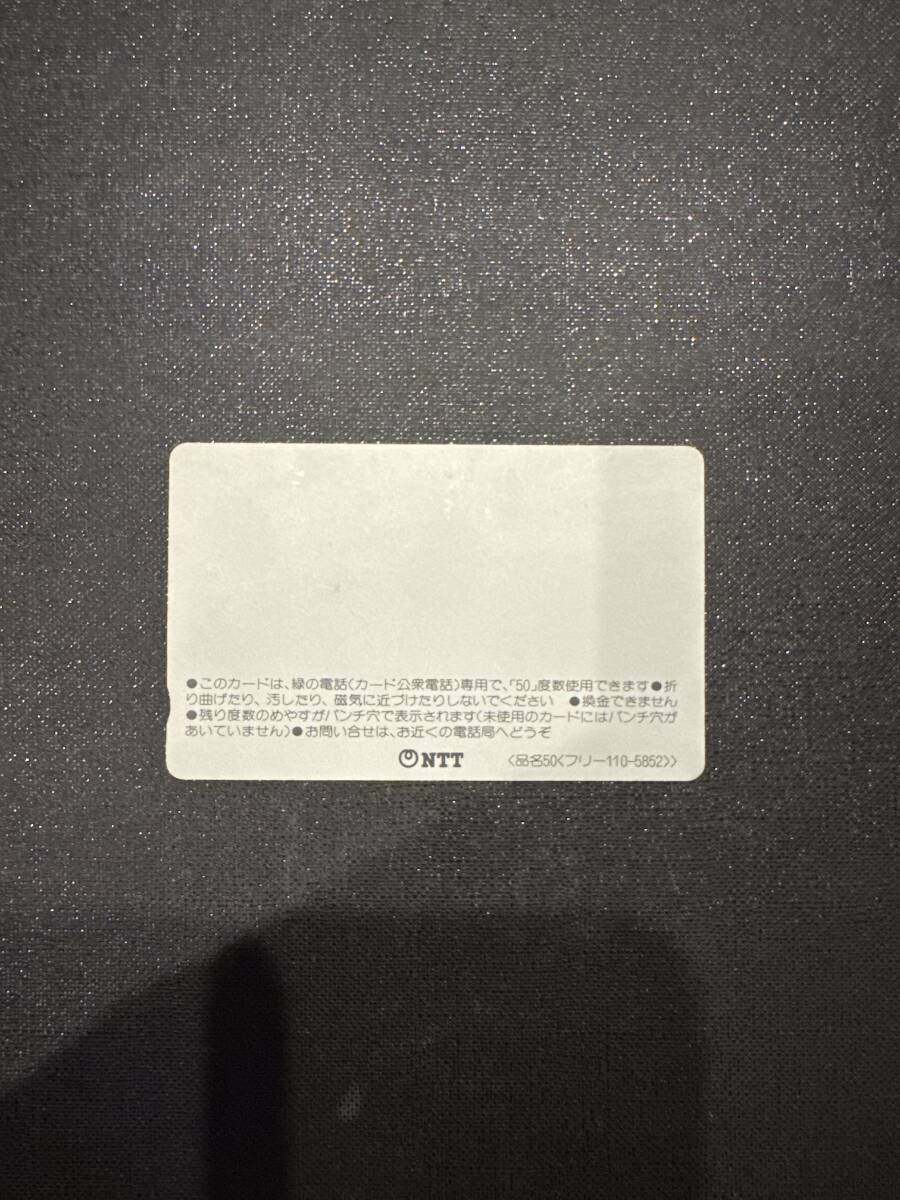 ●このカードは、緑の電話(カード公衆電話)専用で、「50」度数使用できます●折
り曲げたり、汚したり、磁気に近づけたりしないでください ●換金できません
●残り度数のめやすがパンチ穴で表示されます(未使用のカードにはパンチ穴が
あいていません)●お問い合せは、お近くの電話局へどうぞ
NTT 〈品名50〈フリー110-5852〉〉